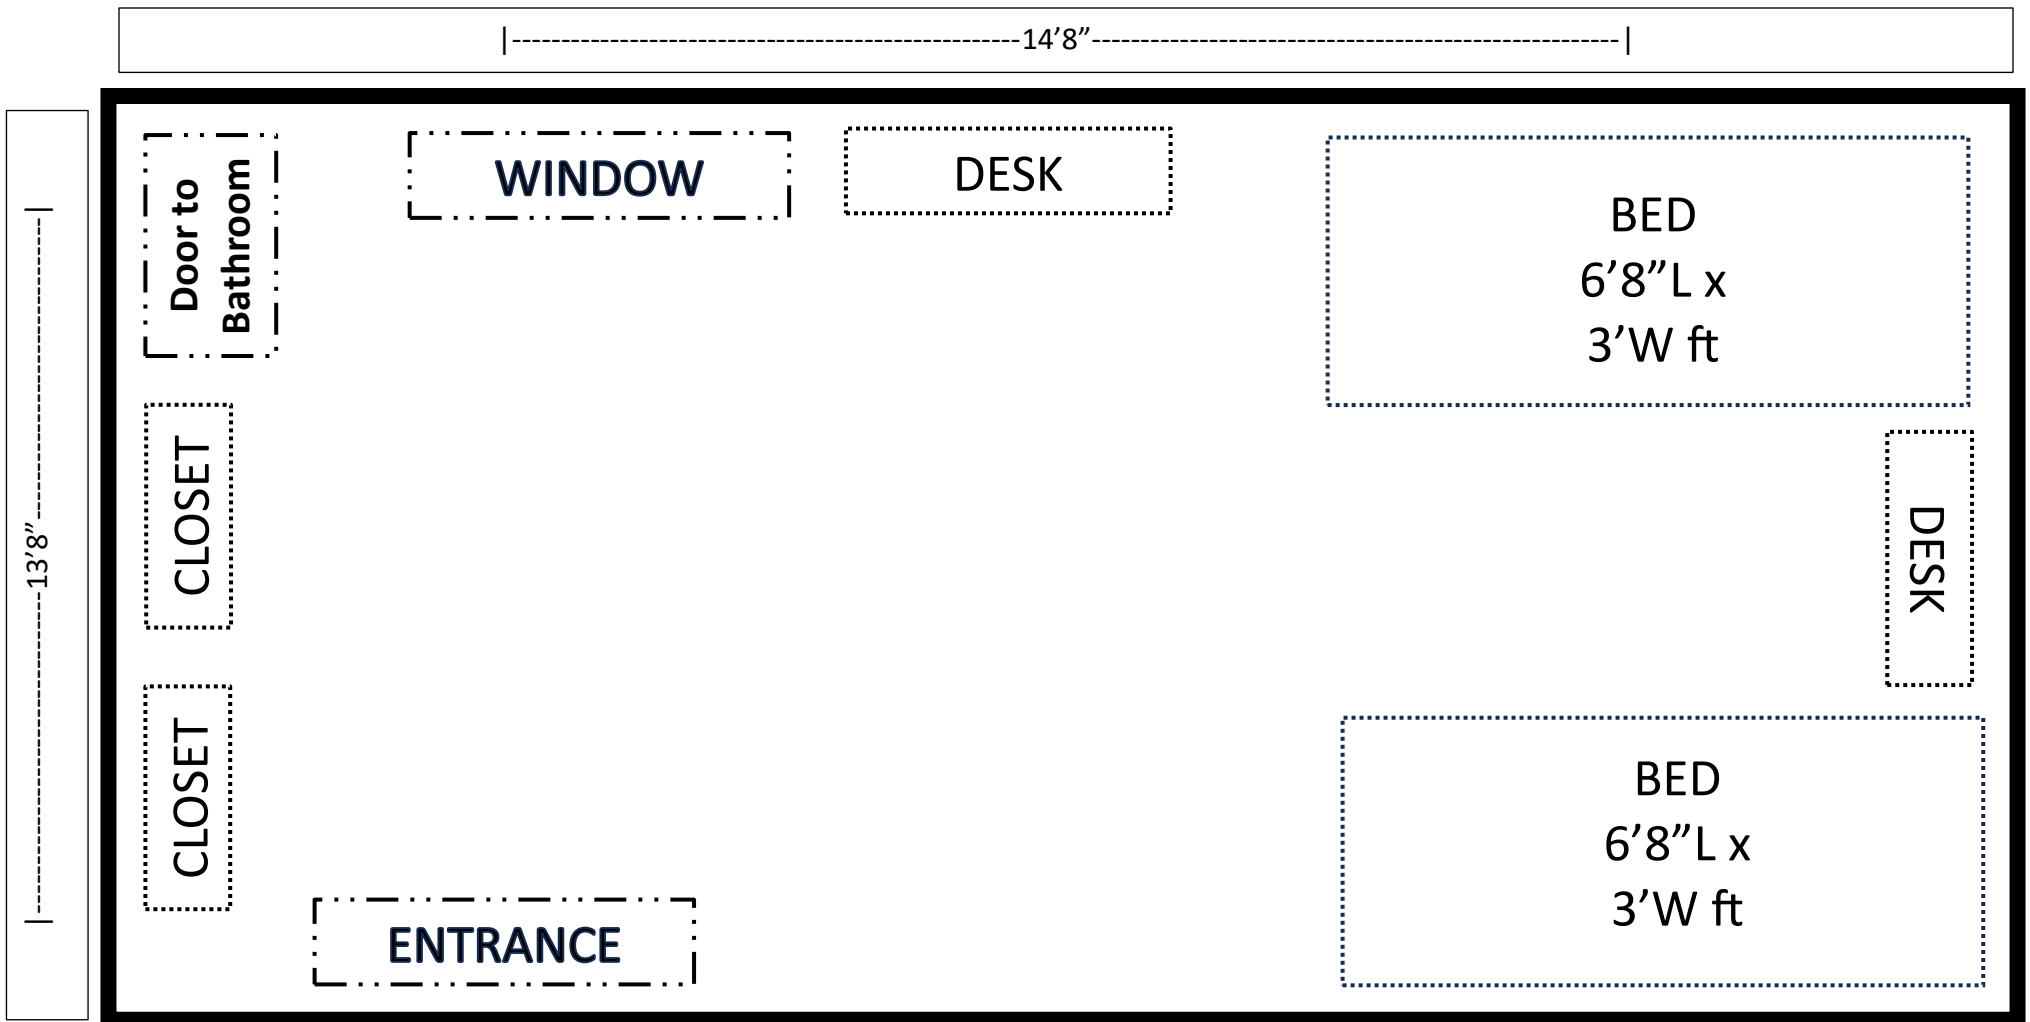 14’8”
13’8”
Door to
Bathroom
WINDOW
DESK
BED
6’8”L x
3’W ft
CLOSET
DESK
CLOSET
BED
6’8”L x
3’W ft
ENTRANCE